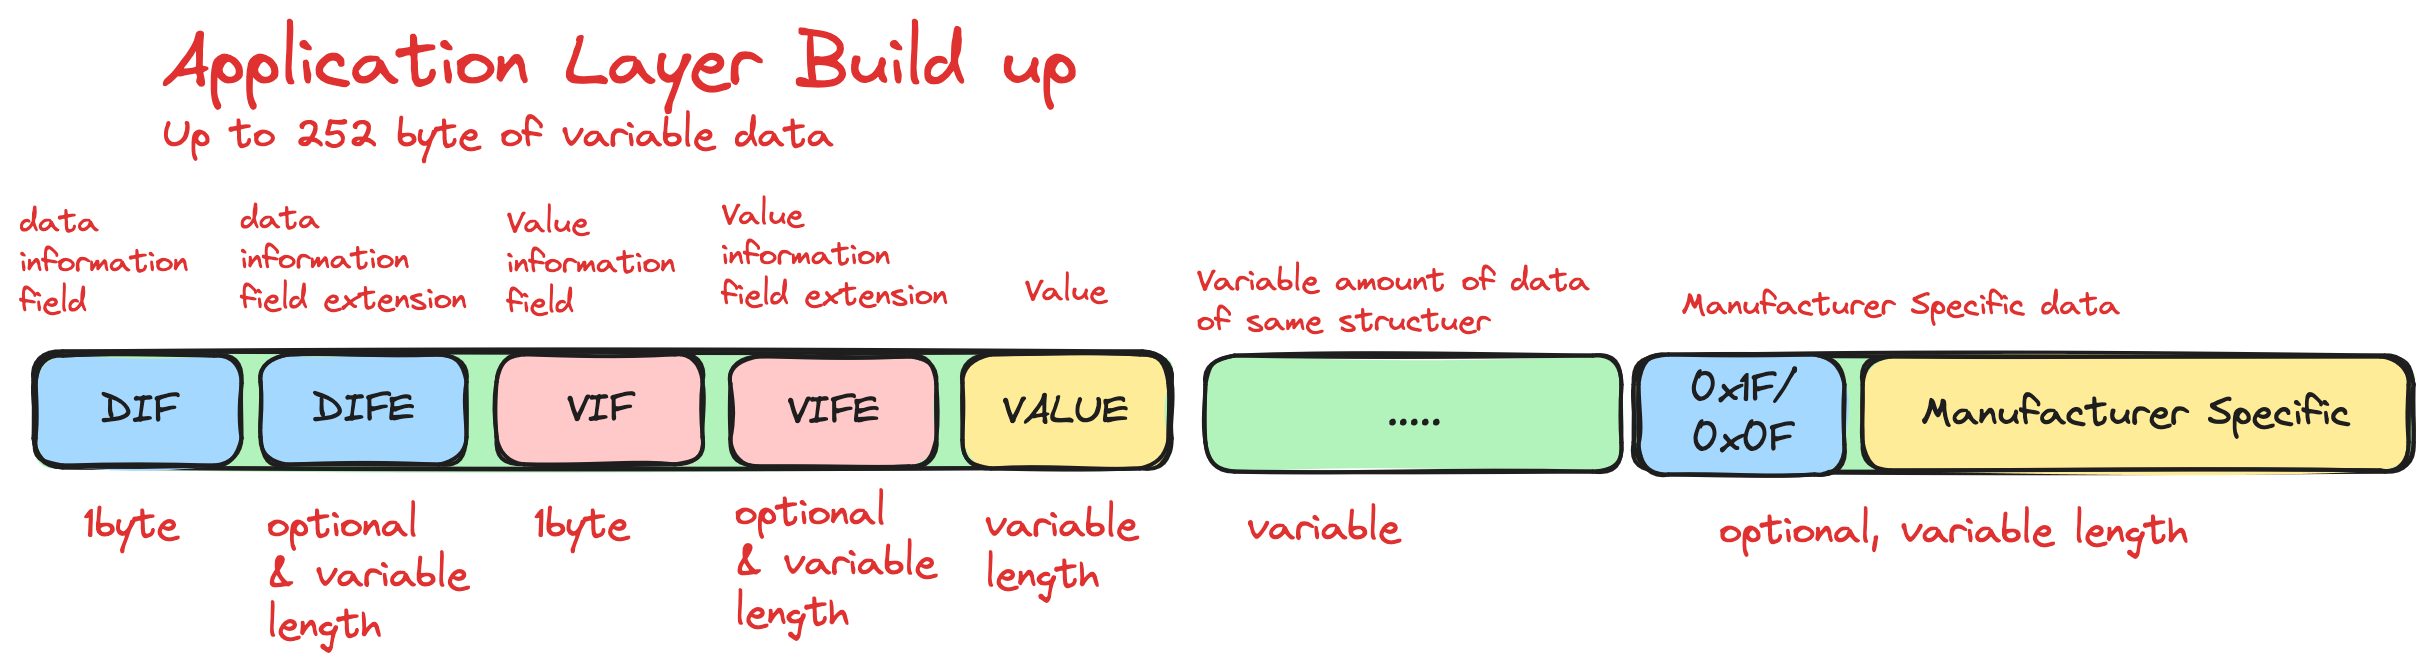 Application Layer Build up
Up to 252 byte of variable data
data
information
field
data
information
field extension
Value
information
field
Value
information
field extension
Value
Variable amount of data
of same structuer
Manufacturer Specific data
DIF
DIFE
VIF
VIFE
VALUE
.....
0x1F/
0x0F
Manufacturer Specific
1byte
optional
& variable
length
1byte
optional
& variable
length
variable
length
variable
optional, variable length